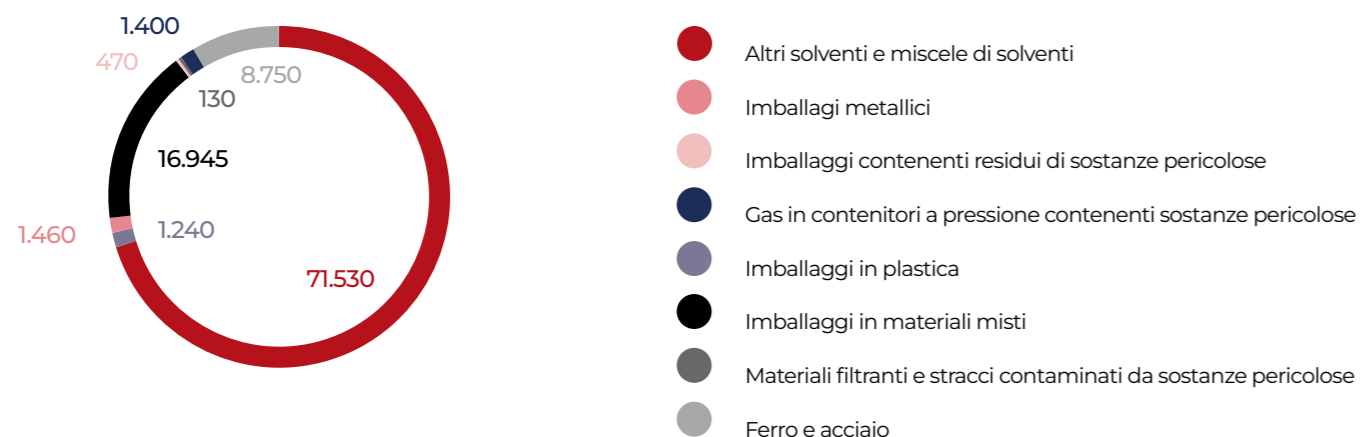 1.400
470
8.750
130
16.945
1.460
1.240
71.530
Altri solventi e miscele di solventi
Imballagi metallici
Imballaggi contenenti residui di sostanze pericolose
Gas in contenitori a pressione contenenti sostanze pericolose
Imballaggi in plastica
Imballaggi in materiali misti
Materiali filtranti e stracci contaminati da sostanze pericolose
Ferro e acciaio